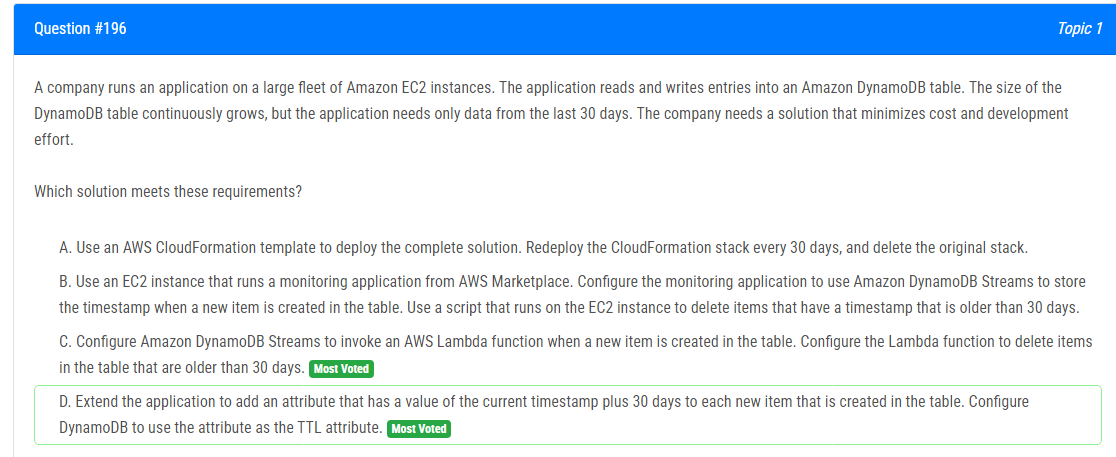 Question #196
Topic 1
A company runs an application on a large fleet of Amazon EC2 instances. The application reads and writes entries into an Amazon DynamoDB table. The size of the
DynamoDB table continuously grows, but the application needs only data from the last 30 days. The company needs a solution that minimizes cost and development
effort.
Which solution meets these requirements?
A. Use an AWS CloudFormation template to deploy the complete solution. Redeploy the CloudFormation stack every 30 days, and delete the original stack.
B. Use an EC2 instance that runs a monitoring application from AWS Marketplace. Configure the monitoring application to use Amazon DynamoDB Streams to store
the timestamp when a new item is created in the table. Use a script that runs on the EC2 instance to delete items that have a timestamp that is older than 30 days.
C. Configure Amazon DynamoDB Streams to invoke an AWS Lambda function when a new item is created in the table. Configure the Lambda function to delete items
in the table that are older than 30 days. Most Voted
D. Extend the application to add an attribute that has a value of the current timestamp plus 30 days to each new item that is created in the table. Configure
DynamoDB to use the attribute as the TTL attribute. Most Voted